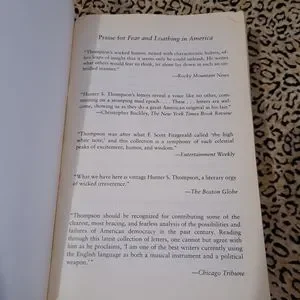 Praise for Fear and Loathing in America
"Thompson's wicked humor, mixed with characteristic hubris,
leaps of insight that it seems only he could unleash. He writes
what others would fear to think, let alone lay down in such an
manner."
—Rocky Mountain News
"Hunter S. Thompson's letters reveal a voice like no other, com-
menting on a stomping mad epoch. . . . These . . . letters are wel-
come, showing us as they do a great American original in his lair."
—Christopher Buckley, The New York Times Book Review
"Thompson was after what F. Scott Fitzgerald called 'the high
white note,' and this collection is a symphony of such celestial
peaks of excitement, humor, and wisdom."
—Entertainment Weekly
"What we have here is vintage Hunter S. Thompson, a literary orgy
of wicked irreverence."
—The Boston Globe
"Thompson should be recognized for contributing some of the
clearest, most bracing, and fearless analysis of the possibilities and
failures of American democracy in the past century. Reading
through this latest collection of letters, one cannot but agree with
him as he proclaims, 'I am one of the best writers currently using
the English language as both a musical instrument and a political
weapon.'"
—Chicago Tribune